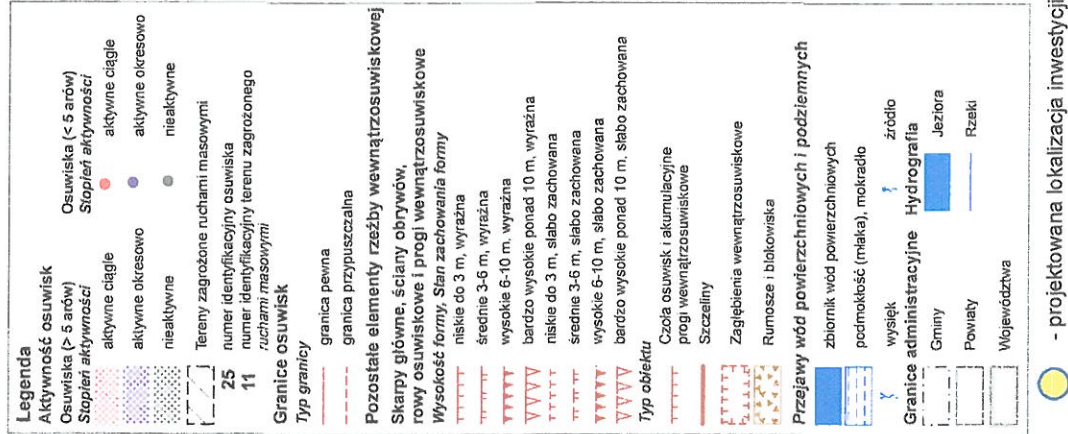 Legenda
Aktywność osuwisk
Osuwiska (> 5 arów)
Stopień aktywności
aktywne ciągle
aktywne okresowo
nieaktywne
Osuwiska (< 5 arów)
Stopień aktywności
aktywne ciągle
aktywne okresowo
nieaktywne
Tereny zagrożone ruchami masowymi
25 numer identyfikacyjny osuwiska
11 numer identyfikacyjny terenu zagrożonego
ruchami masowymi
Granice osuwisk
Typ granicy
granica pewna
granica przypuszczalna
Pozostałe elementy rzeźby wewnątrzosuwiskowej
Skarpy główne, ściany obrywów,
rowy osuwiskowe i progi wewnątrzosuwiskowe
Wysokość formy, Stan zachowania formy
niskie do 3 m, wyraźna
średnie 3-6 m, wyraźna
wysokie 6-10 m, wyraźna
bardzo wysokie ponad 10 m, wyraźna
niskie do 3 m, słabo zachowana
średnie 3-6 m, słabo zachowana
wysokie 6-10 m, słabo zachowana
bardzo wysokie ponad 10 m, słabo zachowana
Typ obiektu
Czoła osuwisk i akumulacyjne
progi wewnątrzosuwiskowe
Szczeliny
Zagłębienia wewnątrzosuwiskowe
Rumosze i blokowiska
Przejawy wód powierzchniowych i podziemnych
zbiornik wód powierzchniowych
podmokłość (młaka), mokradło
wysięk
źródło
Granice administracyjne
Gminy
Powiaty
Województwa
Hydrografia
Jeziora
Rzeki
- projektowana lokalizacja inwestycji